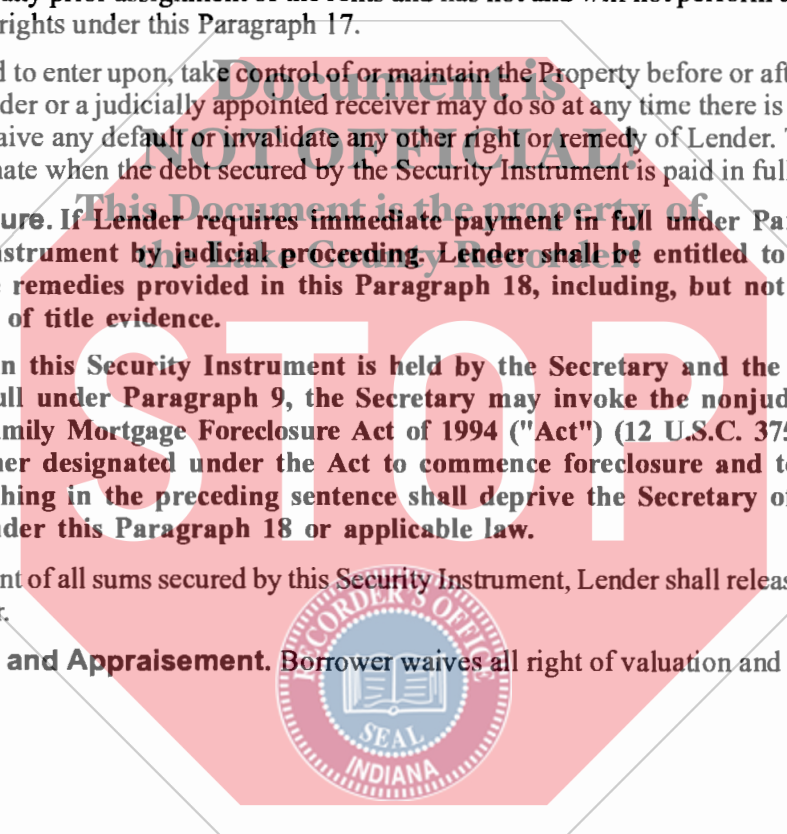 any prior assignment of the rents and has not and will not perform a
rights under this Paragraph 17.
d to enter upon, take control of or maintain the Property before or aft
der or a judicially appointed receiver may do so at any time there is
aive any default or invalidate any other right or remedy of Lender. T
nate when the debt secured by the Security Instrument is paid in full
ure. If Lender requires immediate payment in full under Pa
nstrument by judicial proceeding. Lender shall be entitled to
e remedies provided in this Paragraph 18, including, but not
of title evidence.
n this Security Instrument is held by the Secretary and the
ull under Paragraph 9, the Secretary may invoke the nonjud
amily Mortgage Foreclosure Act of 1994 ("Act") (12 U.S.C. 375
ner designated under the Act to commence foreclosure and to
thing in the preceding sentence shall deprive the Secretary of
nder this Paragraph 18 or applicable law.
nt of all sums secured by this Security Instrument, Lender shall releas
r.
and Appraisement. Borrower waives all right of valuation and
Document is
NOT OFFICIAL!
This Document is the property of
the Lake County Recorder!
STOP
RECORDER'S OFFICE
SEAL
INDIANA